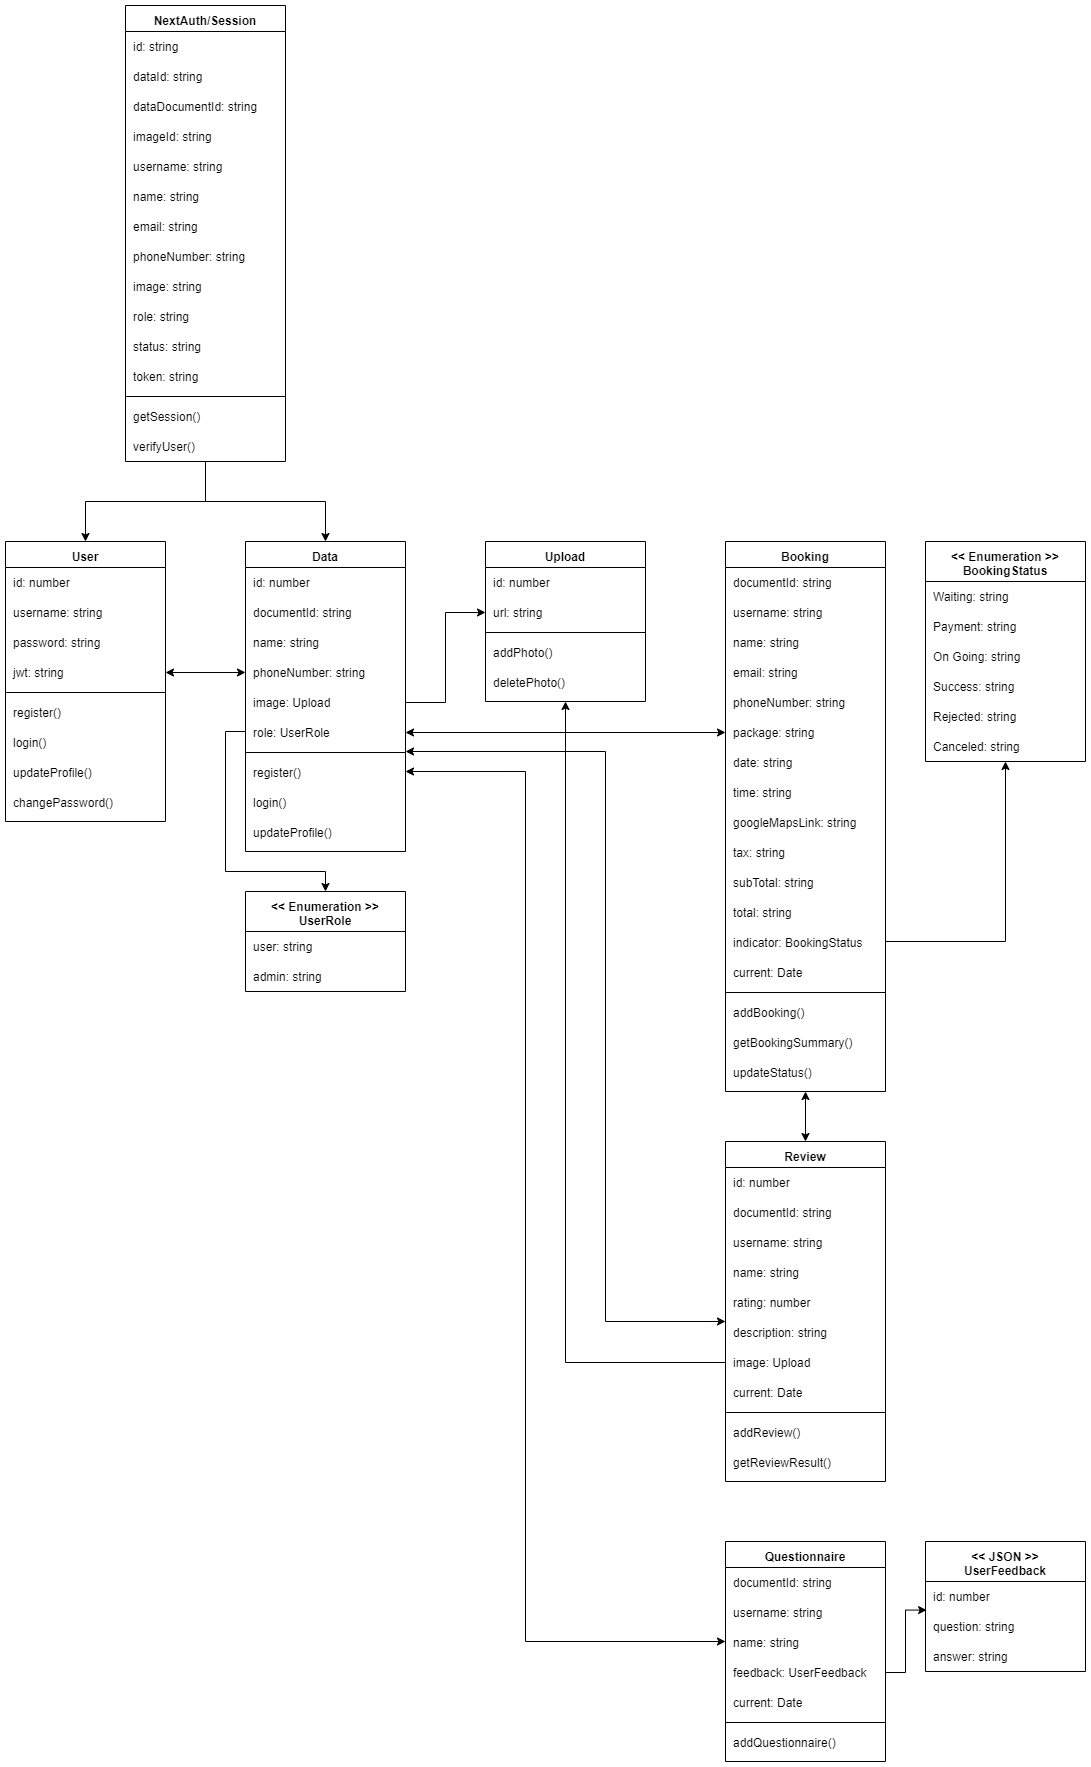 NextAuth/Session
id: string
dataId: string
dataDocumentId: string
imageId: string
username: string
name: string
email: string
phoneNumber: string
image: string
role: string
status: string
token: string
getSession()
verifyUser()
User
id: number
username: string
password: string
jwt: string
register()
login()
updateProfile()
changePassword()
Data
id: number
documentId: string
name: string
phoneNumber: string
image: Upload
role: UserRole
register()
login()
updateProfile()
<< Enumeration >>
UserRole
user: string
admin: string
Upload
id: number
url: string
addPhoto()
deletePhoto()
Booking
documentId: string
username: string
name: string
email: string
phoneNumber: string
package: string
date: string
time: string
googleMapsLink: string
tax: string
subTotal: string
total: string
indicator: BookingStatus
current: Date
addBooking()
getBookingSummary()
updateStatus()
<< Enumeration >>
BookingStatus
Waiting: string
Payment: string
On Going: string
Success: string
Rejected: string
Canceled: string
Review
id: number
documentId: string
username: string
name: string
rating: number
description: string
image: Upload
current: Date
addReview()
getReviewResult()
Questionnaire
documentId: string
username: string
name: string
feedback: UserFeedback
current: Date
addQuestionnaire()
<< JSON >>
UserFeedback
id: number
question: string
answer: string